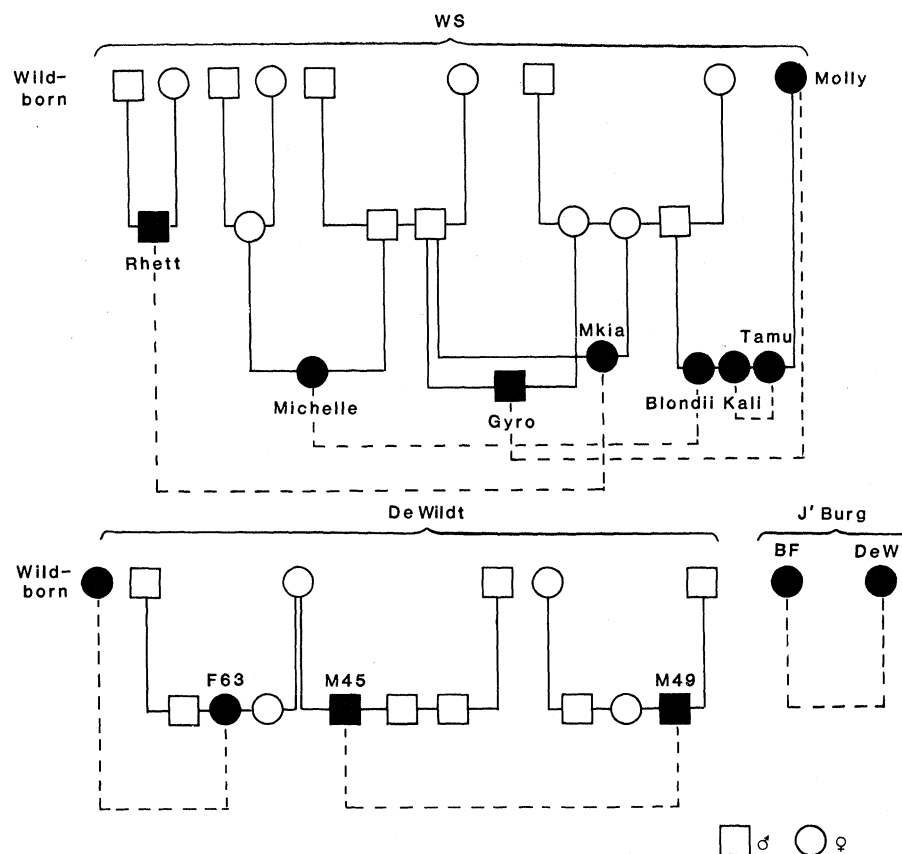 WS
Wild-
born
Molly
Rhett
Mkia
Tamu
Michelle
Gyro
Blondii Kali
De Wildt
J' Burg
Wild-
born
BF
DeW
F63
M45
M49
♂
♀